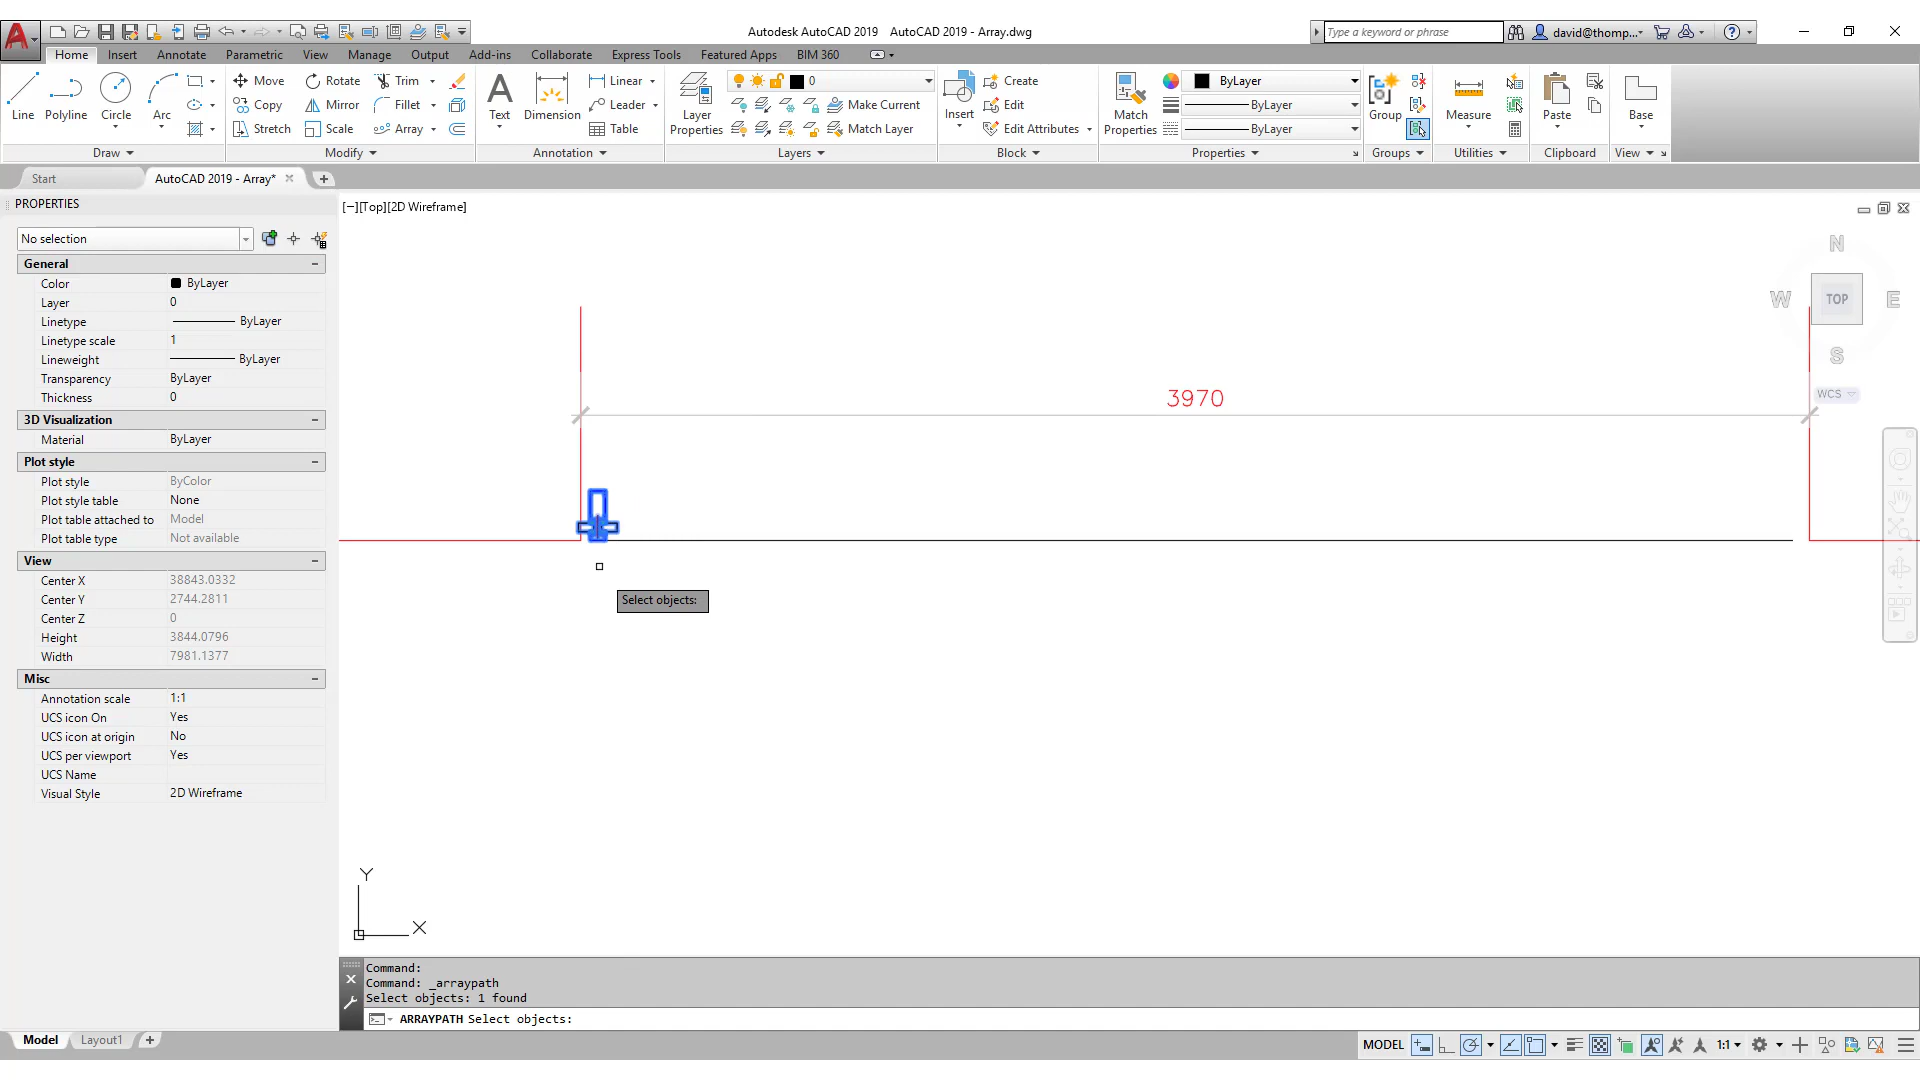 Autodesk AutoCAD 2019 AutoCAD 2019 - Array.dwg
Type a keyword or phrase
david@thomp...
Home Insert Annotate Parametric View Manage Output Add-ins Collaborate Express Tools Featured Apps BIM 360
Line Polyline Circle Arc
Draw
Move Rotate Trim
Copy Mirror Fillet
Stretch Scale Array
Modify
Text Dimension
Linear
Leader
Table
Annotation
Layer Properties
0
Make Current
Match Layer
Layers
Insert
Create
Edit
Edit Attributes
Block
Match Properties
ByLayer
ByLayer
ByLayer
Properties
Group
Groups
Measure
Utilities
Paste
Clipboard
Base
View
Start
AutoCAD 2019 - Array*
PROPERTIES
No selection
General
Color ByLayer
Layer 0
Linetype ByLayer
Linetype scale 1
Lineweight ByLayer
Transparency ByLayer
Thickness 0
3D Visualization
Material ByLayer
Plot style
Plot style ByColor
Plot style table None
Plot table attached to Model
Plot table type Not available
View
Center X 38843.0332
Center Y 2744.2811
Center Z 0
Height 3844.0796
Width 7981.1377
Misc
Annotation scale 1:1
UCS icon On Yes
UCS icon at origin No
UCS per viewport Yes
UCS Name
Visual Style 2D Wireframe
[−][Top][2D Wireframe]
N
W TOP E
S
WCS
3970
Select objects:
Y
X
Command:
Command: _arraypath
Select objects: 1 found
ARRAYPATH Select objects:
Model Layout1
MODEL 1:1